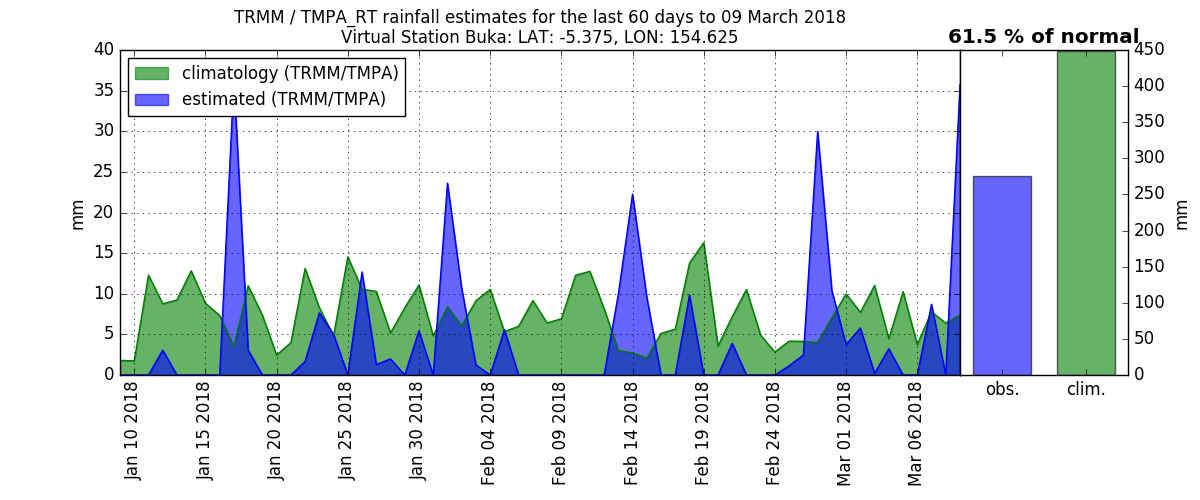 TRMM / TMPA_RT rainfall estimates for the last 60 days to 09 March 2018
Virtual Station Buka: LAT: -5.375, LON: 154.625
61.5 % of normal
climatology (TRMM/TMPA)
estimated (TRMM/TMPA)
40
35
30
25
20
15
10
5
0
mm
450
400
350
300
250
200
150
100
50
0
mm
obs.
clim.
Jan 10 2018
Jan 15 2018
Jan 20 2018
Jan 25 2018
Jan 30 2018
Feb 04 2018
Feb 09 2018
Feb 14 2018
Feb 19 2018
Feb 24 2018
Mar 01 2018
Mar 06 2018